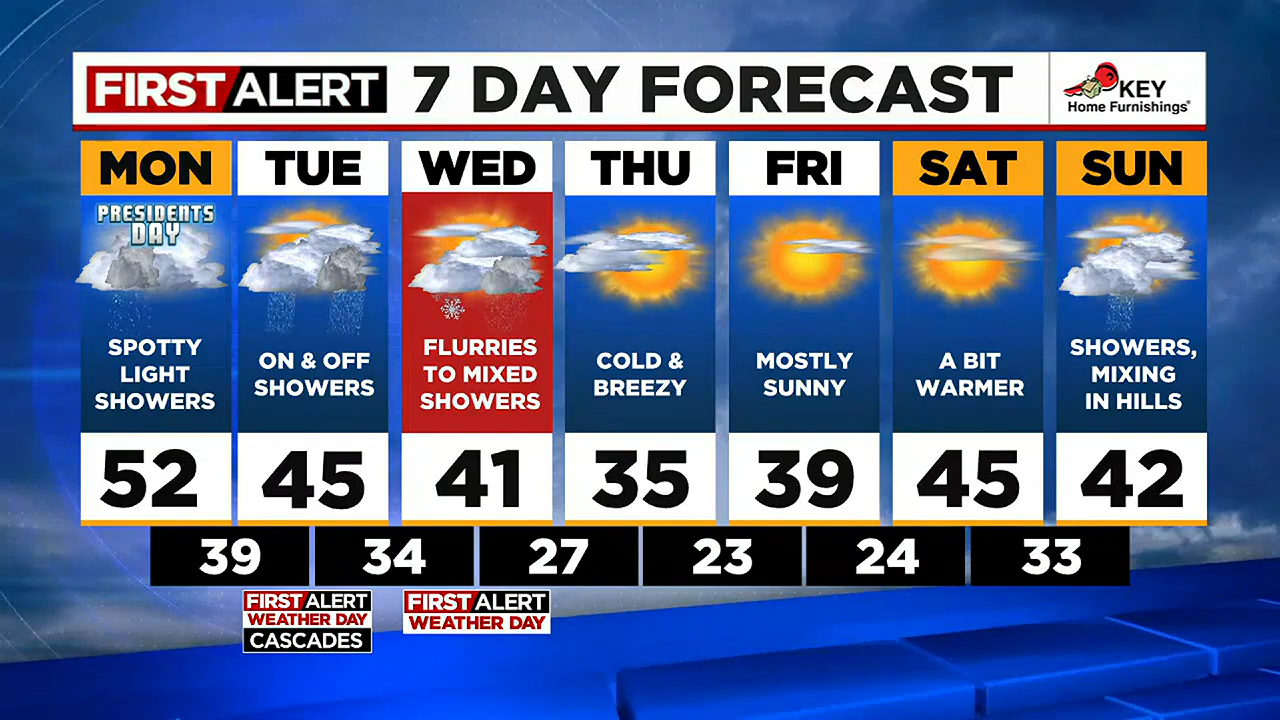 FIRST ALERT 7 DAY FORECAST
KEY
Home Furnishings®
MON TUE WED THU FRI SAT SUN
PRESIDENTS
DAY
SPOTTY
LIGHT
SHOWERS
ON & OFF
SHOWERS
FLURRIES
TO MIXED
SHOWERS
COLD &
BREEZY
MOSTLY
SUNNY
A BIT
WARMER
SHOWERS,
MIXING
IN HILLS
52 45 41 35 39 45 42
39 34 27 23 24 33
FIRST ALERT
WEATHER DAY
CASCADES
FIRST ALERT
WEATHER DAY